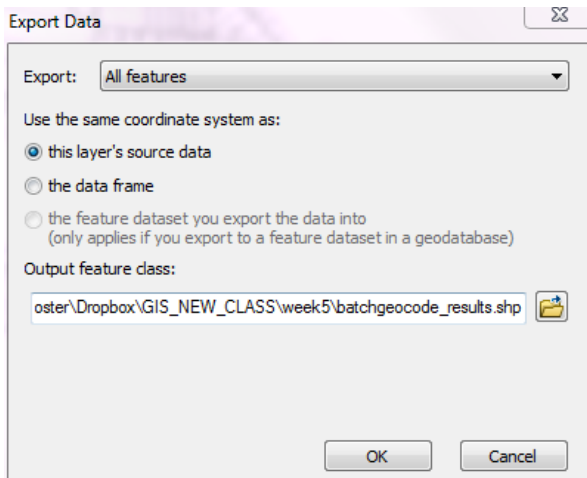 Export Data
Export: All features
Use the same coordinate system as:
this layer's source data
the data frame
the feature dataset you export the data into
(only applies if you export to a feature dataset in a geodatabase)
Output feature class:
oster\Dropbox\GIS_NEW_CLASS\week5\batchgeocode_results.shp
OK Cancel